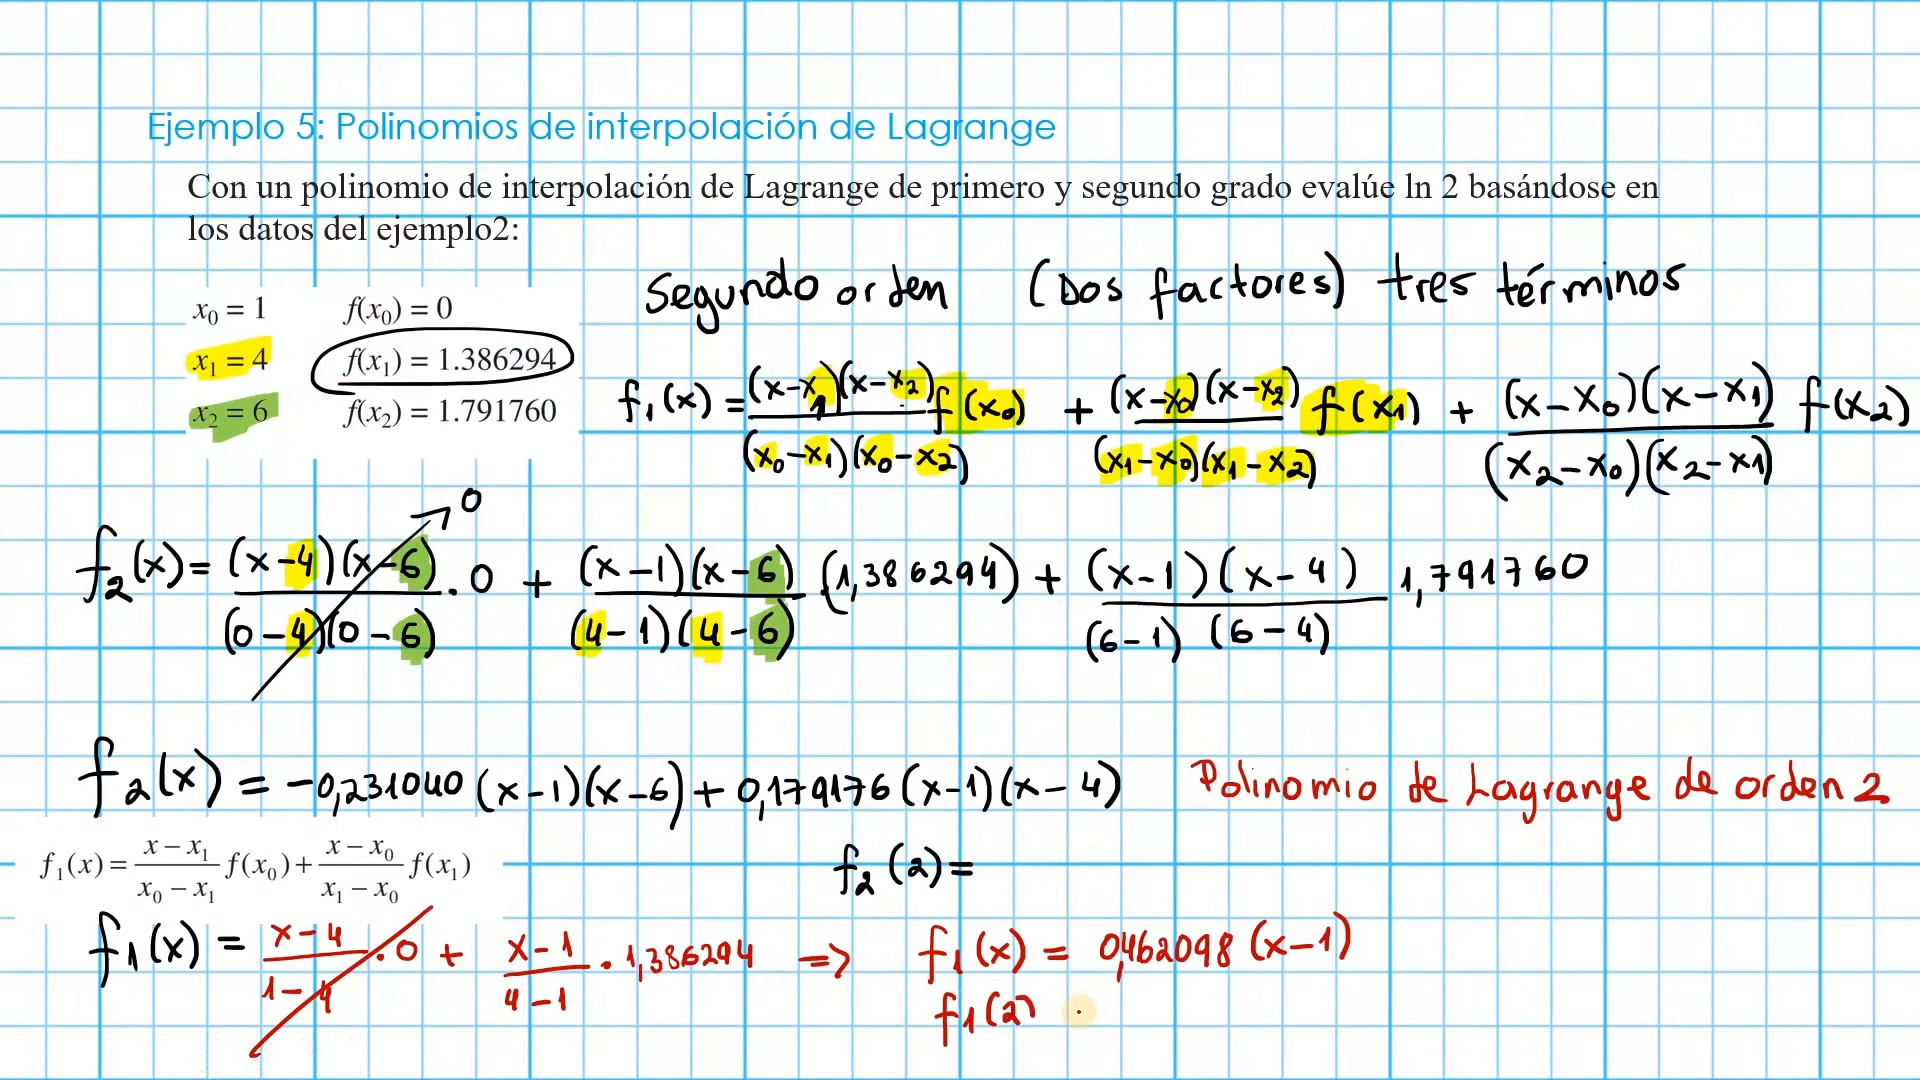 Ejemplo 5: Polinomios de interpolación de Lagrange
Con un polinomio de interpolación de Lagrange de primero y segundo grado evalúe ln 2 basándose en
los datos del ejemplo2:
x₀ = 1 f(x₀) = 0
x₁ = 4 f(x₁) = 1.386294
x₂ = 6 f(x₂) = 1.791760
Segundo orden (Dos factores) tres términos
f₁(x) = (x-x₁)(x-x₂)/(x₀-x₁)(x₀-x₂) f(x₀) + (x-x₀)(x-x₂)/(x₁-x₀)(x₁-x₂) f(x₁) + (x-x₀)(x-x₁)/(x₂-x₀)(x₂-x₁) f(x₂)
0
f₂(x) = (x-4)(x-6)/(0-4)(0-6) . 0 + (x-1)(x-6)/(4-1)(4-6) (1,386294) + (x-1)(x-4)/(6-1)(6-4) 1,791760
f₂(x) = -0,231040 (x-1)(x-6) + 0,179176 (x-1)(x-4) Polinomio de Lagrange de orden 2
f₁(x) = x - x₁/x₀ - x₁ f(x₀) + x - x₀/x₁ - x₀ f(x₁)
f₂(2) =
f₁(x) = x-4/1-4 . 0 + x-1/4-1 . 1,386294 => f₁(x) = 0,462098 (x-1)
f₁(2)